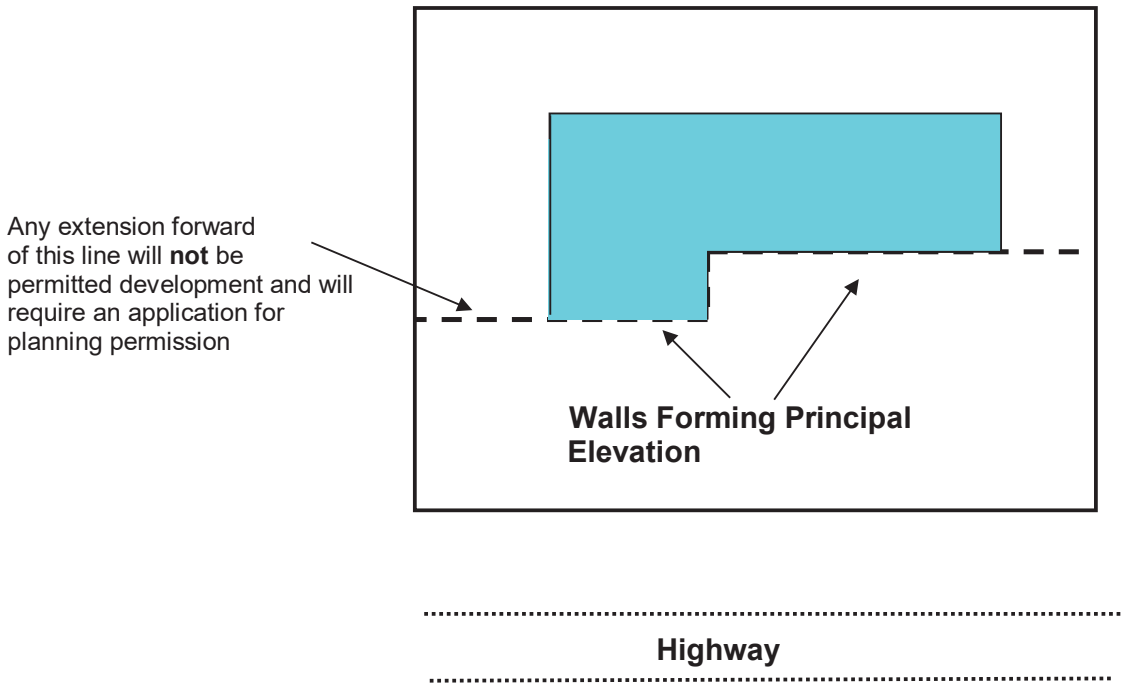 Any extension forward
of this line will not be
permitted development and will
require an application for
planning permission
Walls Forming Principal
Elevation
Highway